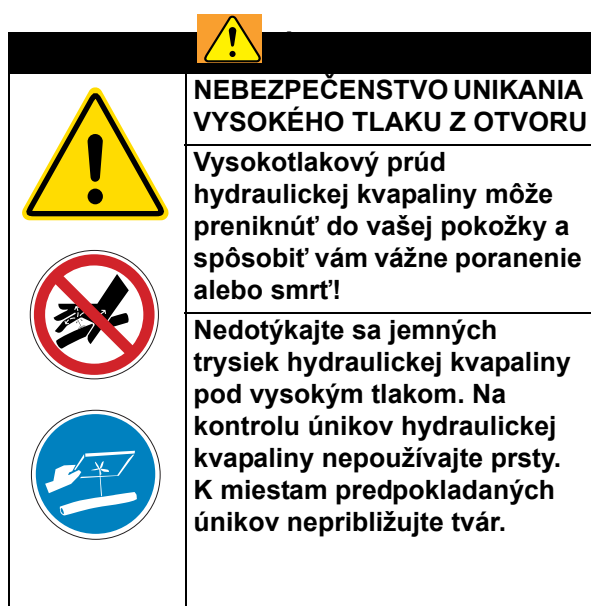 NEBEZPEČENSTVO UNIKANIA
VYSOKÉHO TLAKU Z OTVORU
Vysokotlakový prúd
hydraulickej kvapaliny môže
preniknúť do vašej pokožky a
spôsobiť vám vážne poranenie
alebo smrť!
Nedotýkajte sa jemných
trysiek hydraulickej kvapaliny
pod vysokým tlakom. Na
kontrolu únikov hydraulickej
kvapaliny nepoužívajte prsty.
K miestam predpokladaných
únikov nepribližujte tvár.